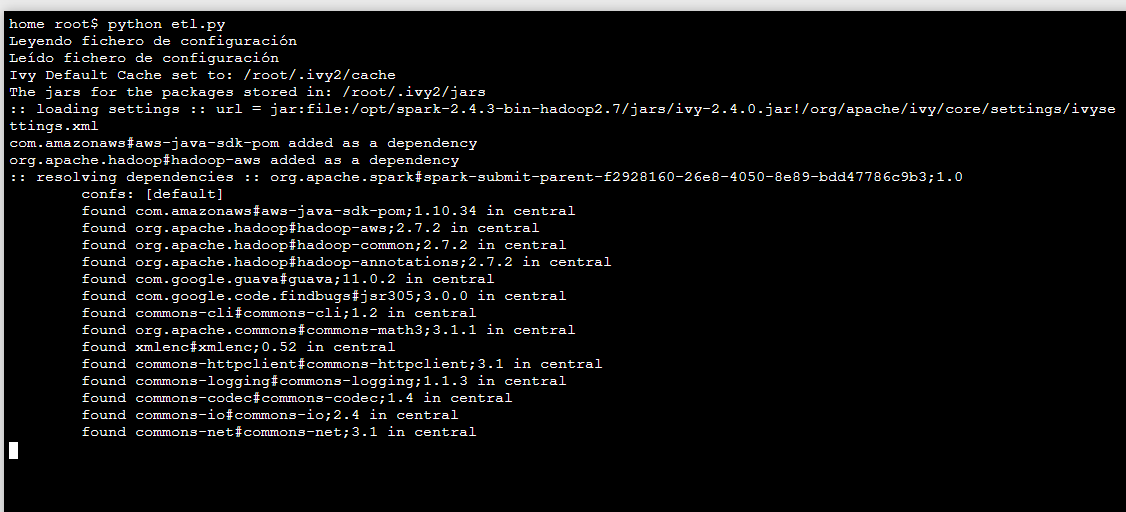 home root$ python etl.py
Leyendo fichero de configuración
Leído fichero de configuración
Ivy Default Cache set to: /root/.ivy2/cache
The jars for the packages stored in: /root/.ivy2/jars
:: loading settings :: url = jar:file:/opt/spark-2.4.3-bin-hadoop2.7/jars/ivy-2.4.0.jar!/org/apache/ivy/core/settings/ivyse
ttings.xml
com.amazonaws#aws-java-sdk-pom added as a dependency
org.apache.hadoop#hadoop-aws added as a dependency
:: resolving dependencies :: org.apache.spark#spark-submit-parent-f2928160-26e8-4050-8e89-bdd47786c9b3;1.0
        confs: [default]
        found com.amazonaws#aws-java-sdk-pom;1.10.34 in central
        found org.apache.hadoop#hadoop-aws;2.7.2 in central
        found org.apache.hadoop#hadoop-common;2.7.2 in central
        found org.apache.hadoop#hadoop-annotations;2.7.2 in central
        found com.google.guava#guava;11.0.2 in central
        found com.google.code.findbugs#jsr305;3.0.0 in central
        found commons-cli#commons-cli;1.2 in central
        found org.apache.commons#commons-math3;3.1.1 in central
        found xmlenc#xmlenc;0.52 in central
        found commons-httpclient#commons-httpclient;3.1 in central
        found commons-logging#commons-logging;1.1.3 in central
        found commons-codec#commons-codec;1.4 in central
        found commons-io#commons-io;2.4 in central
        found commons-net#commons-net;3.1 in central